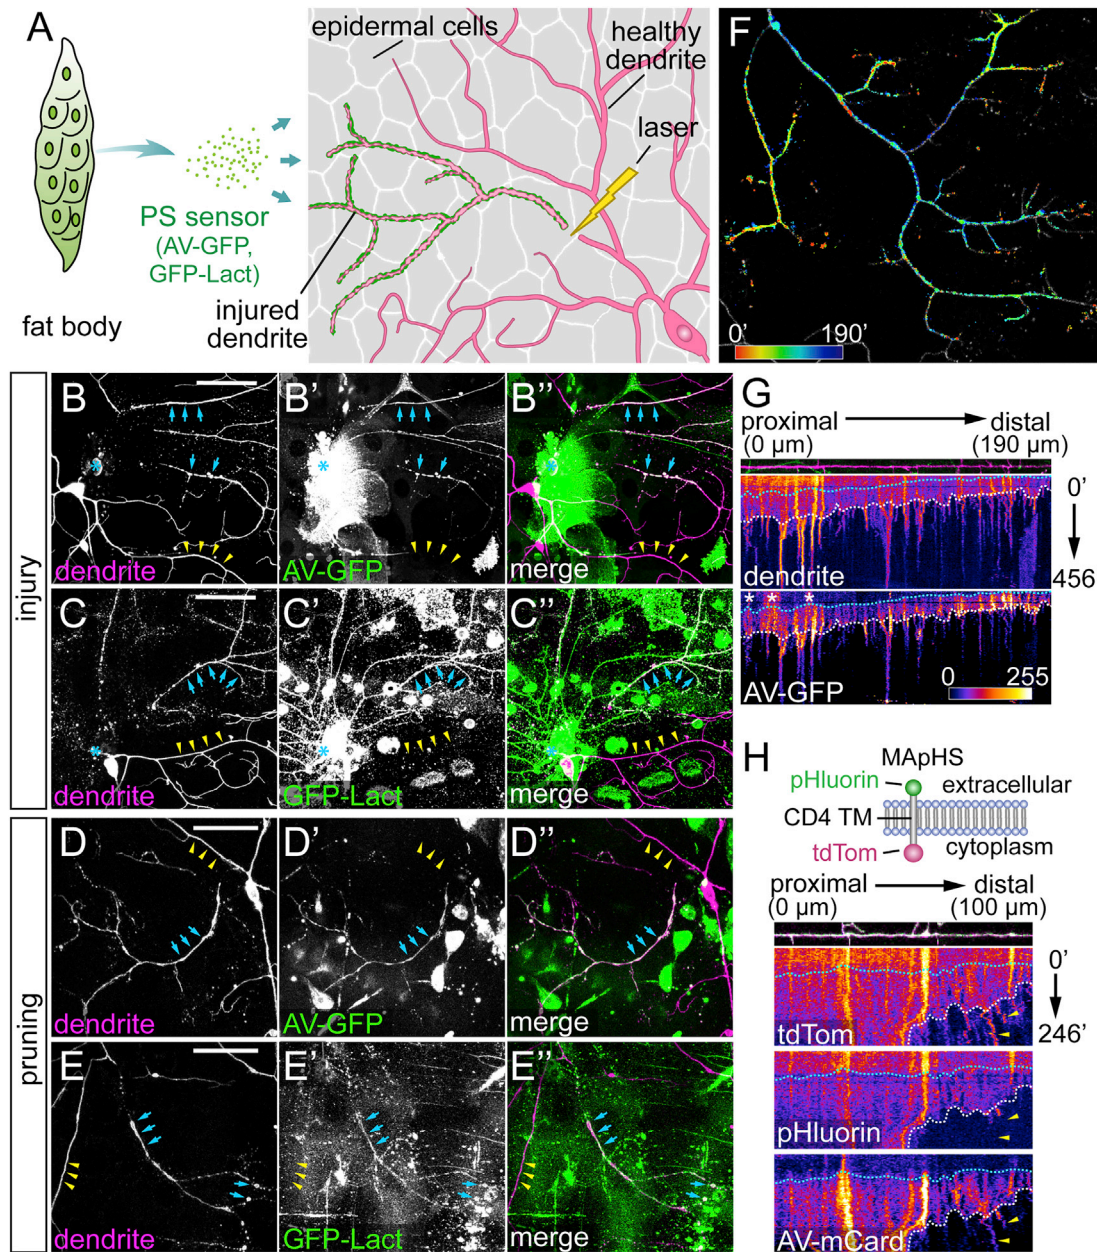 A
epidermal cells
healthy
dendrite
laser
PS sensor
(AV-GFP,
GFP-Lact)
injured
dendrite
fat body
F
0'
190'
injury
B
dendrite
B'
AV-GFP
B''
merge
C
dendrite
C'
GFP-Lact
C''
merge
pruning
D
dendrite
D'
AV-GFP
D''
merge
E
dendrite
E'
GFP-Lact
E''
merge
G
proximal
(0 µm)
distal
(190 µm)
0'
dendrite
456
AV-GFP
0
255
H
MApHS
pHluorin
extracellular
CD4 TM
tdTom
cytoplasm
proximal
(0 µm)
distal
(100 µm)
0'
tdTom
246'
pHluorin
AV-mCard